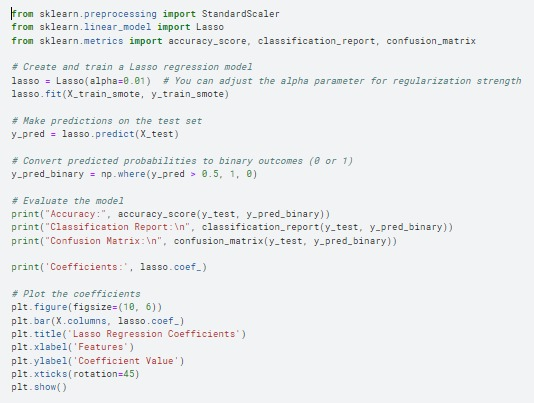 from sklearn.preprocessing import StandardScaler
from sklearn.linear_model import Lasso
from sklearn.metrics import accuracy_score, classification_report, confusion_matrix
# Create and train a Lasso regression model
lasso = Lasso(alpha=0.01)  # You can adjust the alpha parameter for regularization strength
lasso.fit(X_train_smote, y_train_smote)
# Make predictions on the test set
y_pred = lasso.predict(X_test)
# Convert predicted probabilities to binary outcomes (0 or 1)
y_pred_binary = np.where(y_pred > 0.5, 1, 0)
# Evaluate the model
print("Accuracy:", accuracy_score(y_test, y_pred_binary))
print("Classification Report:\n", classification_report(y_test, y_pred_binary))
print("Confusion Matrix:\n", confusion_matrix(y_test, y_pred_binary))
print('Coefficients:', lasso.coef_)
# Plot the coefficients
plt.figure(figsize=(10, 6))
plt.bar(X.columns, lasso.coef_)
plt.title('Lasso Regression Coefficients')
plt.xlabel('Features')
plt.ylabel('Coefficient Value')
plt.xticks(rotation=45)
plt.show()